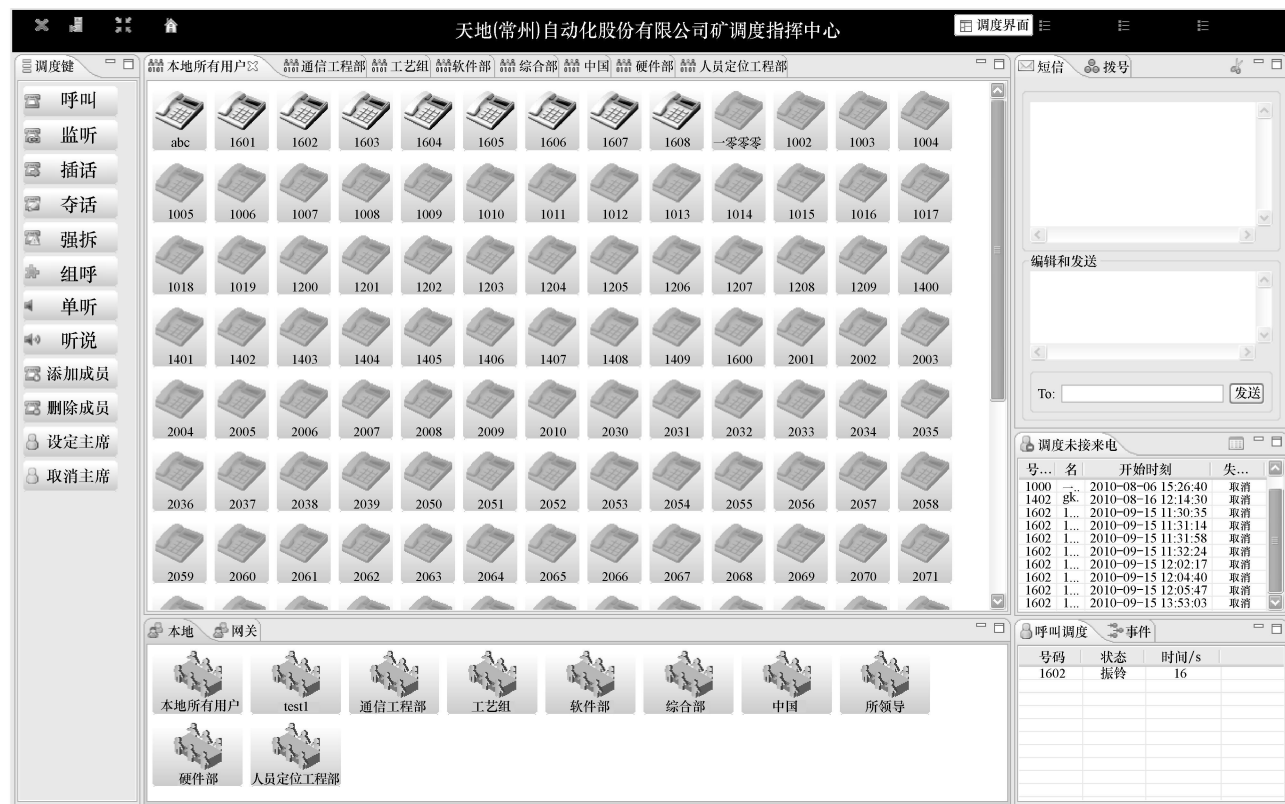 天地(常州)自动化股份有限公司矿调度指挥中心
调度界面
调度键
呼叫
监听
插话
夺话
强拆
组呼
单听
听说
添加成员
删除成员
设定主席
取消主席
本地所有用户 通信工程部 工艺组 软件部 综合部 中国 硬件部 人员定位工程部
abc 1601 1602 1603 1604 1605 1606 1607 1608 一零零零 1002 1003 1004
1005 1006 1007 1008 1009 1010 1011 1012 1013 1014 1015 1016 1017
1018 1019 1200 1201 1202 1203 1204 1205 1206 1207 1208 1209 1400
1401 1402 1403 1404 1405 1406 1407 1408 1409 1600 2001 2002 2003
2004 2005 2006 2007 2008 2009 2010 2030 2031 2032 2033 2034 2035
2036 2037 2038 2039 2050 2051 2052 2053 2054 2055 2056 2057 2058
2059 2060 2061 2062 2063 2064 2065 2066 2067 2068 2069 2070 2071
本地 网关
本地所有用户 test1 通信工程部 工艺组 软件部 综合部 中国 所领导
硬件部 人员定位工程部
短信 拨号
编辑和发送
To: 发送
调度未接来电
号... 名 开始时刻 失...
1000 一.. 2010-08-06 15:26:40 取消
1402 gk. 2010-08-16 12:14:30 取消
1602 1... 2010-09-15 11:30:35 取消
1602 1... 2010-09-15 11:31:14 取消
1602 1... 2010-09-15 11:31:58 取消
1602 1... 2010-09-15 11:32:24 取消
1602 1... 2010-09-15 12:02:17 取消
1602 1... 2010-09-15 12:04:40 取消
1602 1... 2010-09-15 12:05:47 取消
1602 1... 2010-09-15 13:53:03 取消
呼叫调度 事件
号码 状态 时间/s
1602 振铃 16